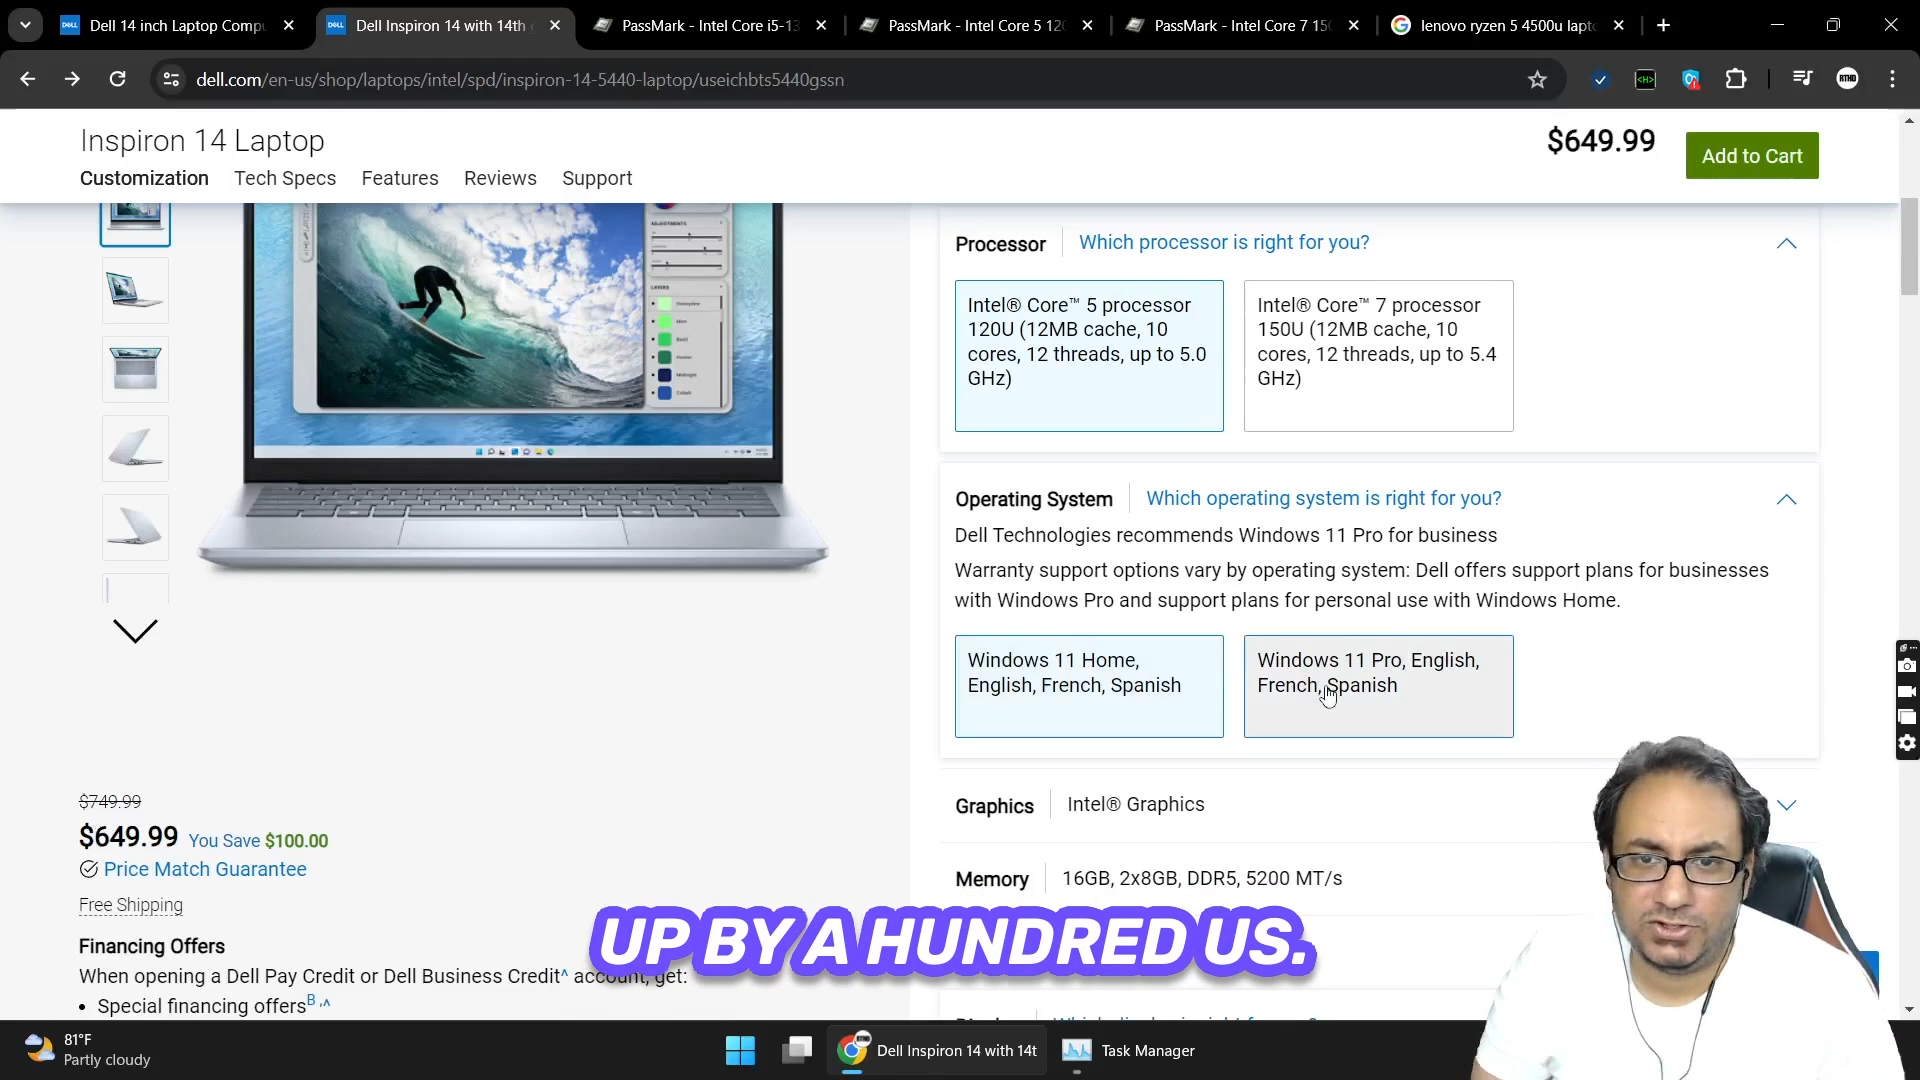 Dell 14 inch Laptop Comp
Dell Inspiron 14 with 14th
PassMark - Intel Core i5-13
PassMark - Intel Core 5 120
PassMark - Intel Core 7 150
lenovo ryzen 5 4500u lapt
dell.com/en-us/shop/laptops/intel/spd/inspiron-14-5440-laptop/useichbts5440gssn
Inspiron 14 Laptop
$649.99
Add to Cart
Customization Tech Specs Features Reviews Support
Processor Which processor is right for you?
Intel® Core™ 5 processor
120U (12MB cache, 10
cores, 12 threads, up to 5.0
GHz)
Intel® Core™ 7 processor
150U (12MB cache, 10
cores, 12 threads, up to 5.4
GHz)
Operating System Which operating system is right for you?
Dell Technologies recommends Windows 11 Pro for business
Warranty support options vary by operating system: Dell offers support plans for businesses
with Windows Pro and support plans for personal use with Windows Home.
Windows 11 Home,
English, French, Spanish
Windows 11 Pro, English,
French, Spanish
Graphics Intel® Graphics
Memory 16GB, 2x8GB, DDR5, 5200 MT/s
$749.99
$649.99 You Save $100.00
Price Match Guarantee
Free Shipping
Financing Offers
When opening a Dell Pay Credit or Dell Business Credit^ account, get:
• Special financing offers B,^
UP BY A HUNDRED US.
81°F
Partly cloudy
Dell Inspiron 14 with 14t
Task Manager